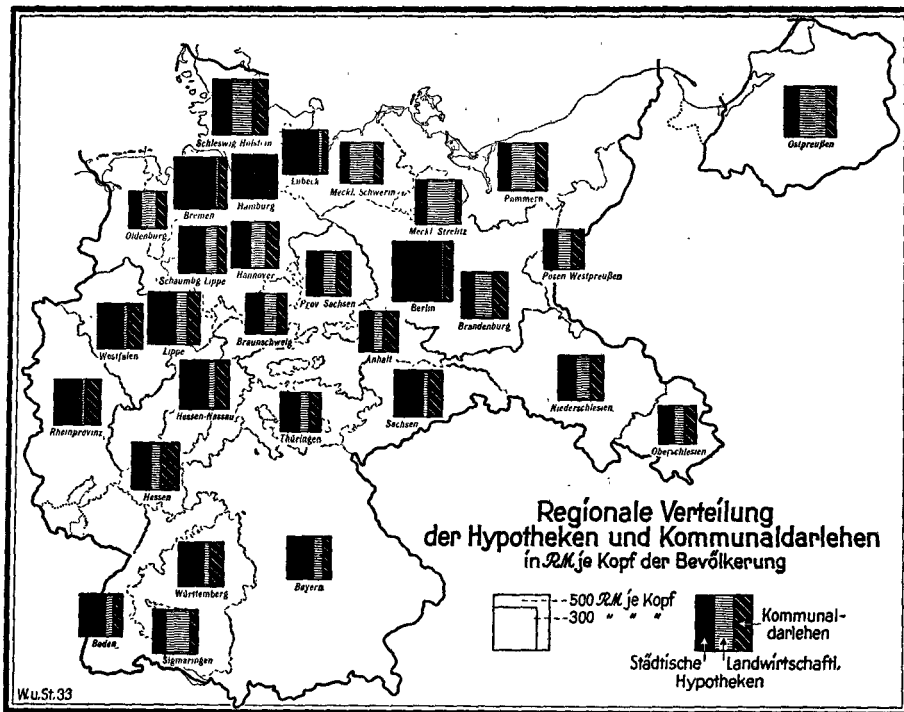 Schleswig Holstein
Lübeck
Meckl. Schwerin
Pommern
Ostpreußen
Bremen
Hamburg
Meckl. Strelitz
Oldenburg
Schaumbg. Lippe
Hannover
Prov. Sachsen
Berlin
Brandenburg
Posen Westpreußen
Westfalen
Lippe
Braunschweig
Anhalt
Rheinprovinz
Hessen-Nassau
Thüringen
Sachsen
Niederschlesien
Oberschlesien
Hessen
Württemberg
Bayern
Baden
Sigmaringen
Regionale Verteilung
der Hypotheken und Kommunaldarlehen
in RM je Kopf der Bevölkerung
500 RM je Kopf
300 " " "
Kommunal-
darlehen
Städtische Landwirtschaftl.
Hypotheken
W.u.St.33